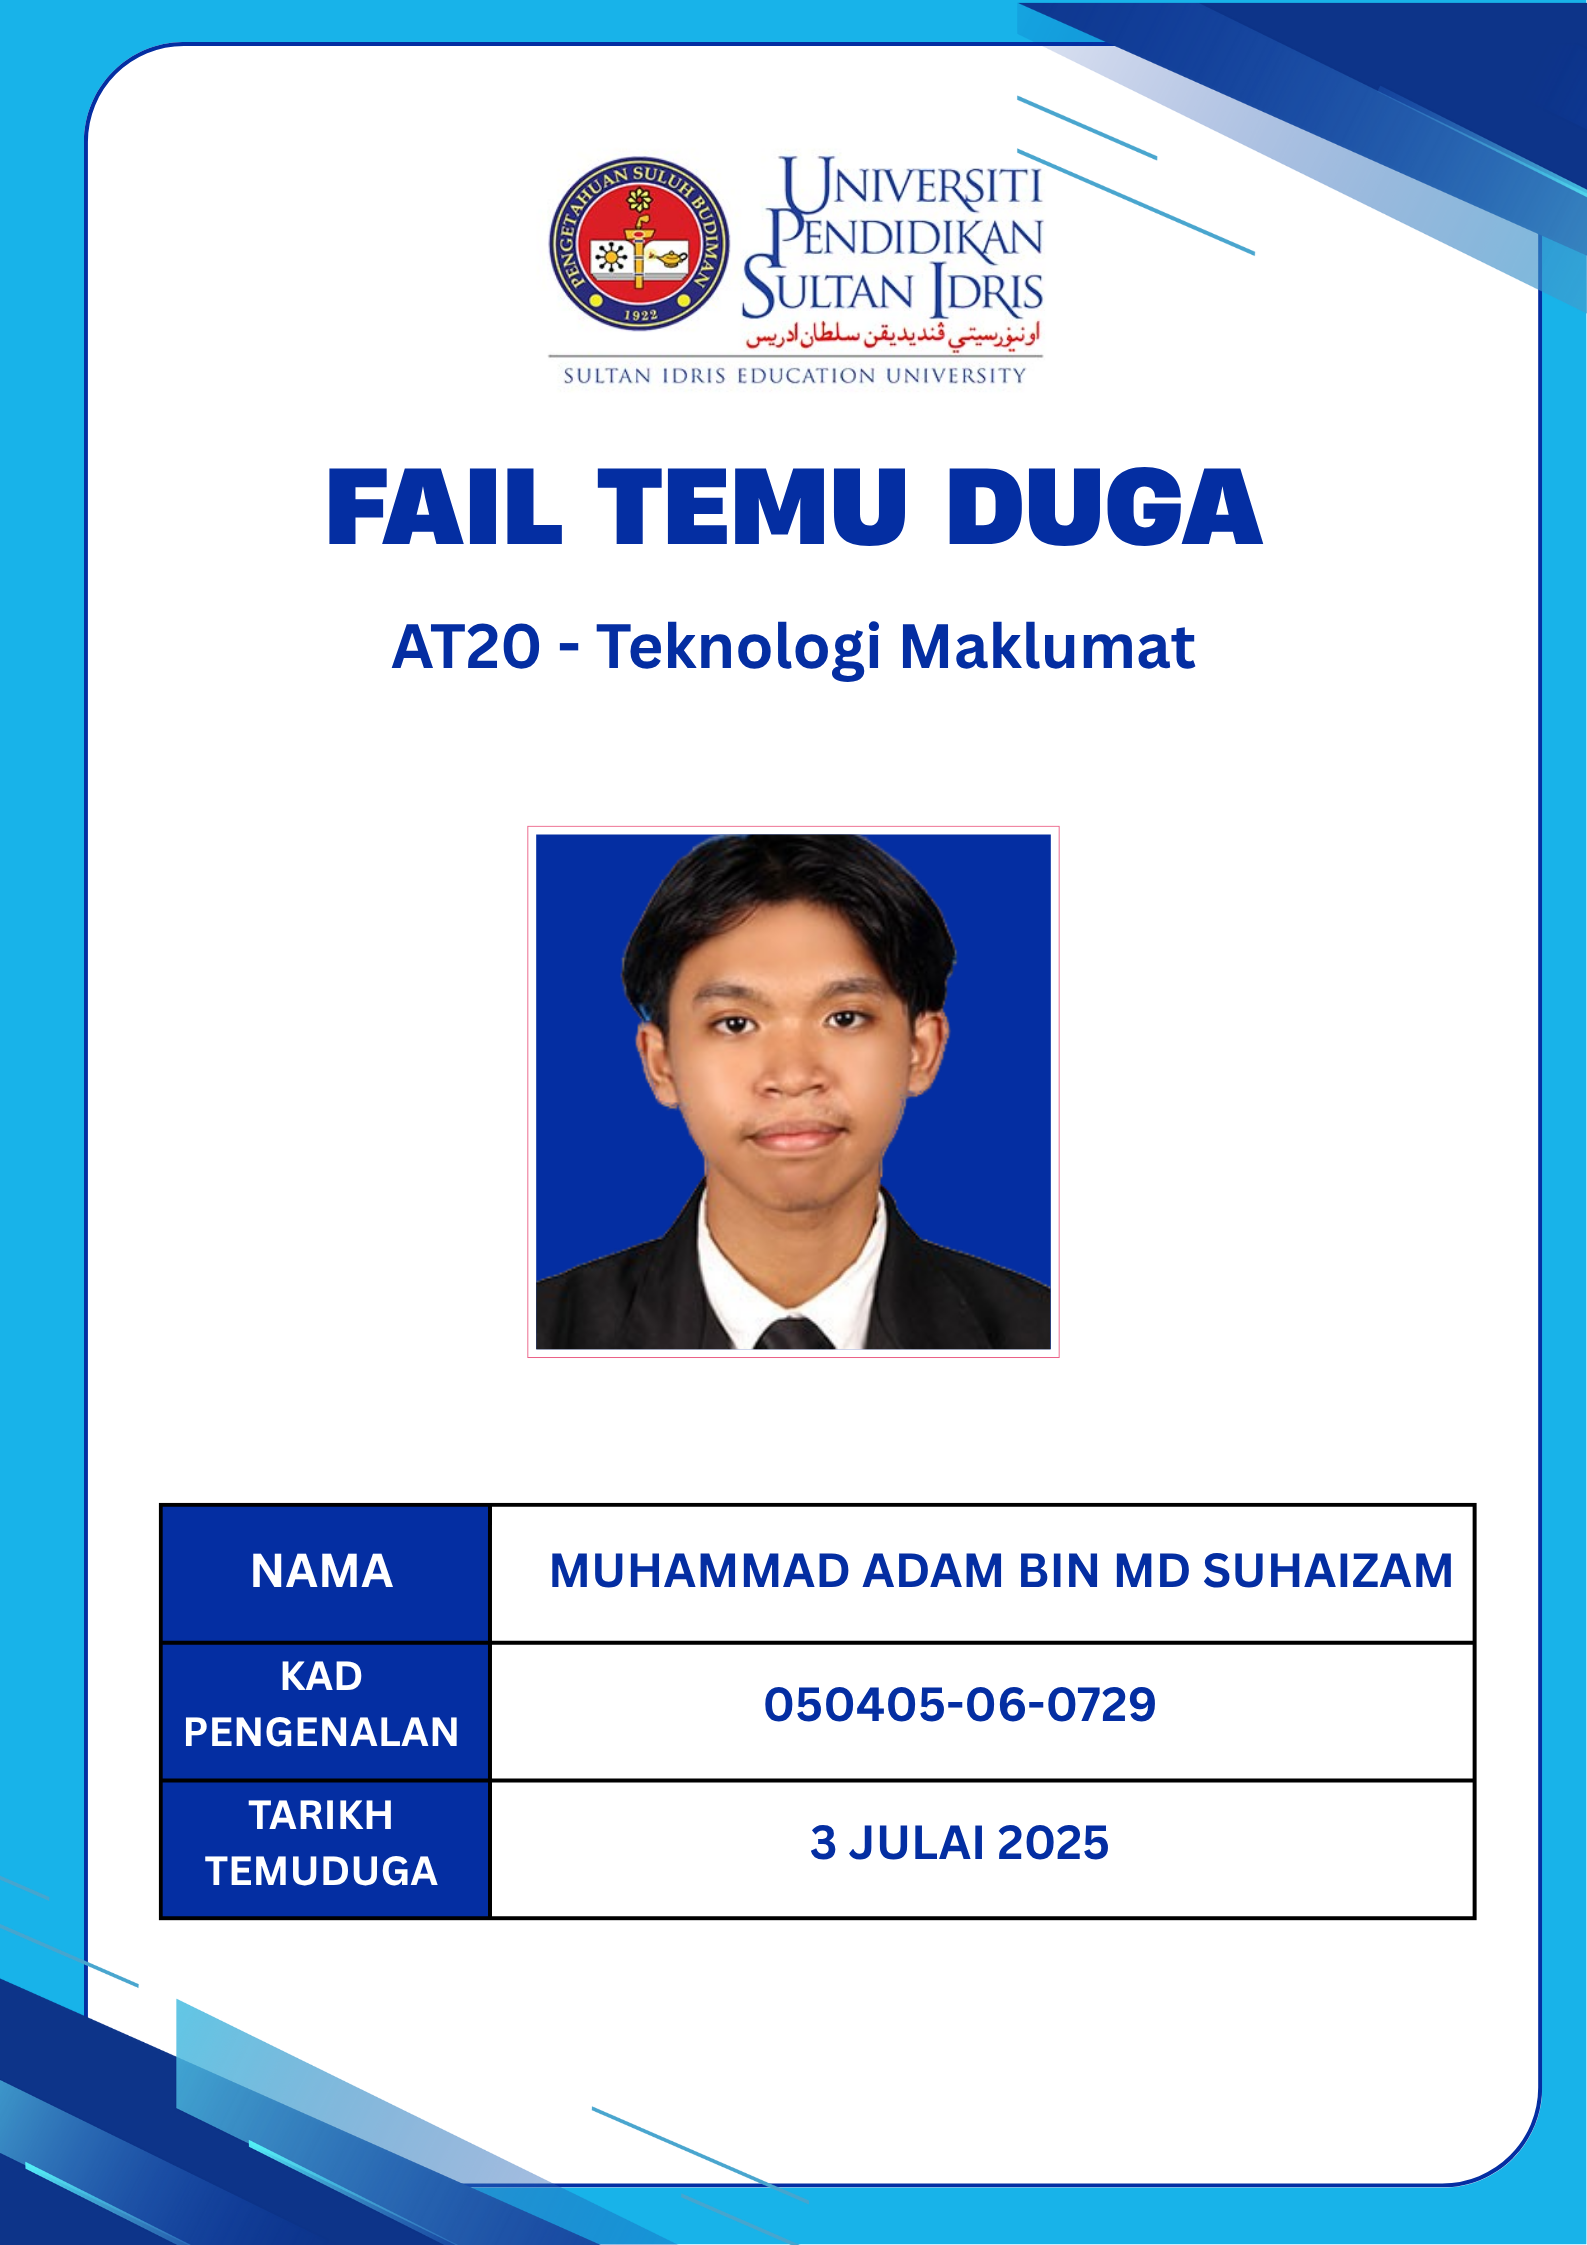 PENGETAHUAN SULUH BUDIMAN
1922
UNIVERSITI
PENDIDIKAN
SULTAN IDRIS
اونيۏرسيتي ڤنديديقن سلطان ادريس
SULTAN IDRIS EDUCATION UNIVERSITY
FAIL TEMU DUGA
AT20 - Teknologi Maklumat
NAMA
MUHAMMAD ADAM BIN MD SUHAIZAM
KAD
PENGENALAN
050405-06-0729
TARIKH
TEMUDUGA
3 JULAI 2025